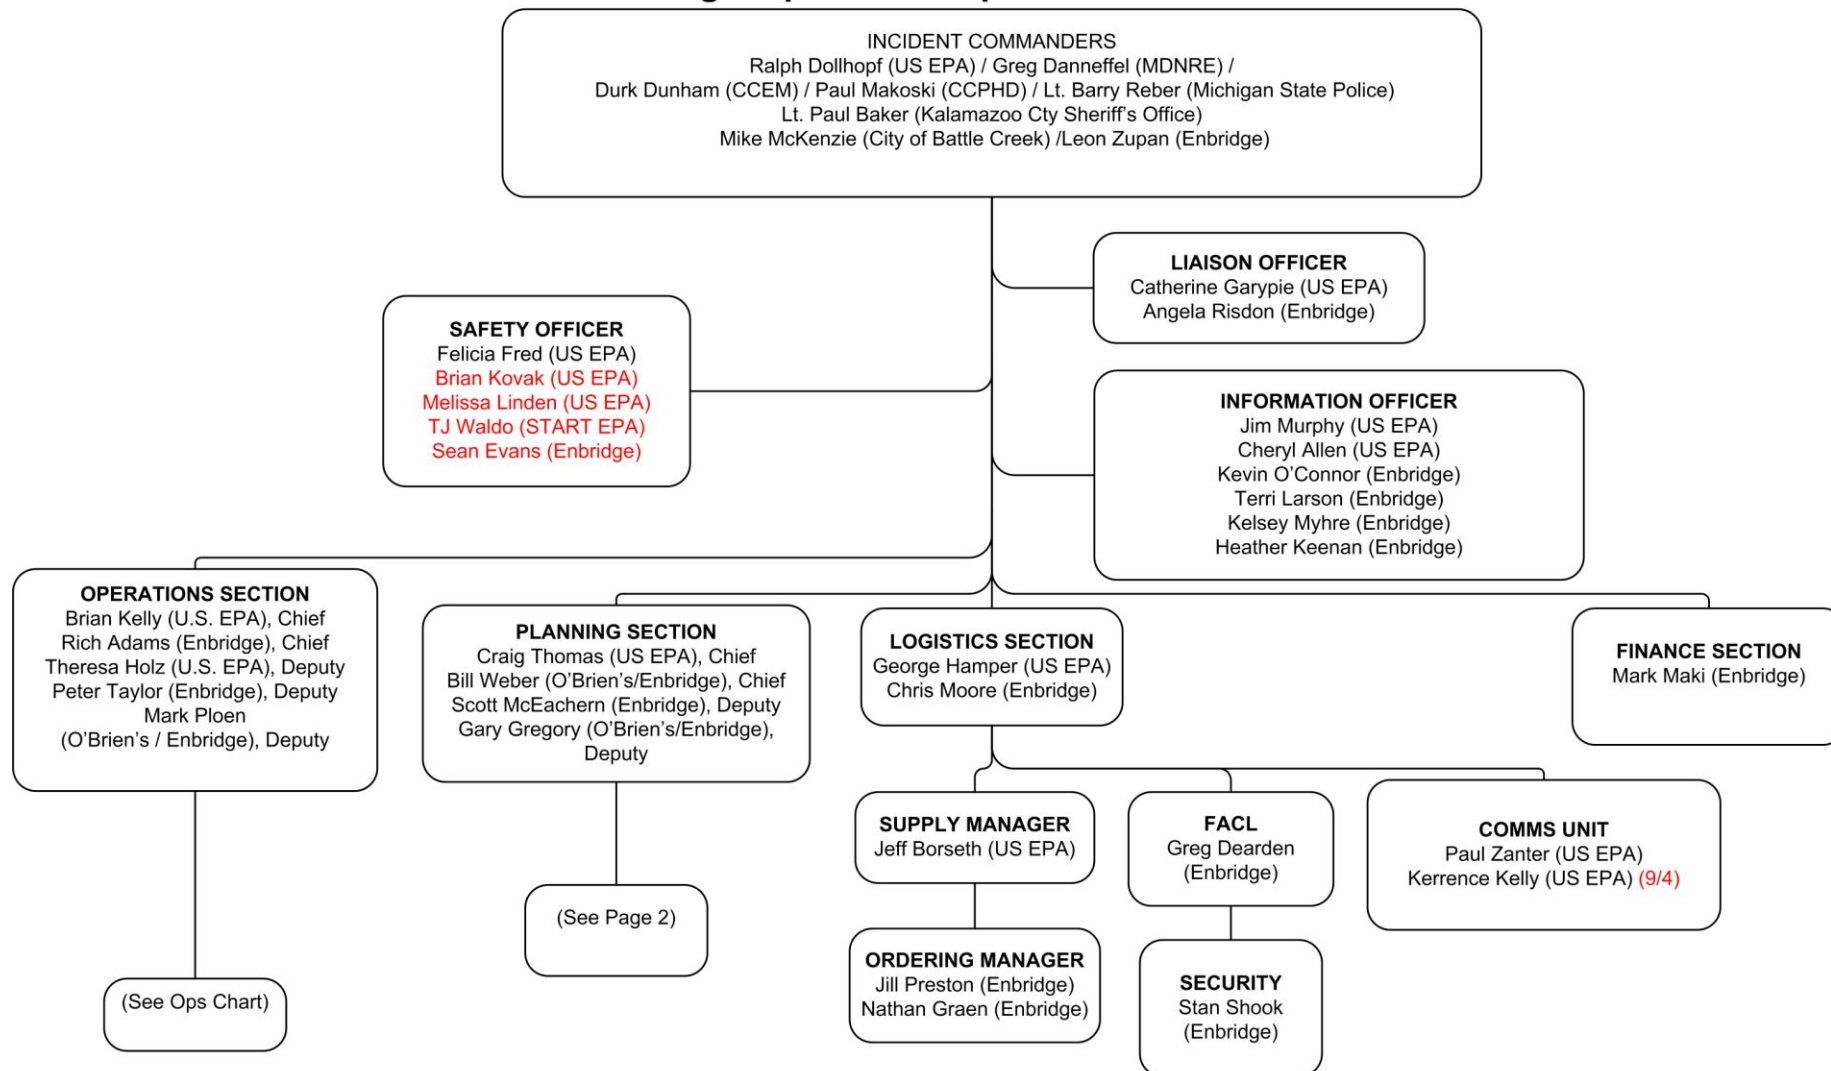 INCIDENT COMMANDERS
Ralph Dollhopf (US EPA) / Greg Danneffel (MDNRE) /
Durk Dunham (CCEM) / Paul Makoski (CCPHD) / Lt. Barry Reber (Michigan State Police)
Lt. Paul Baker (Kalamazoo Cty Sheriff's Office)
Mike McKenzie (City of Battle Creek) /Leon Zupan (Enbridge)
LIAISON OFFICER
Catherine Garypie (US EPA)
Angela Risdon (Enbridge)
SAFETY OFFICER
Felicia Fred (US EPA)
Brian Kovak (US EPA)
Melissa Linden (US EPA)
TJ Waldo (START EPA)
Sean Evans (Enbridge)
INFORMATION OFFICER
Jim Murphy (US EPA)
Cheryl Allen (US EPA)
Kevin O'Connor (Enbridge)
Terri Larson (Enbridge)
Kelsey Myhre (Enbridge)
Heather Keenan (Enbridge)
OPERATIONS SECTION
Brian Kelly (U.S. EPA), Chief
Rich Adams (Enbridge), Chief
Theresa Holz (U.S. EPA), Deputy
Peter Taylor (Enbridge), Deputy
Mark Ploen
(O'Brien's / Enbridge), Deputy
PLANNING SECTION
Craig Thomas (US EPA), Chief
Bill Weber (O'Brien's/Enbridge), Chief
Scott McEachern (Enbridge), Deputy
Gary Gregory (O'Brien's/Enbridge),
Deputy
LOGISTICS SECTION
George Hamper (US EPA)
Chris Moore (Enbridge)
FINANCE SECTION
Mark Maki (Enbridge)
SUPPLY MANAGER
Jeff Borseth (US EPA)
FACL
Greg Dearden
(Enbridge)
COMMS UNIT
Paul Zanter (US EPA)
Kerrence Kelly (US EPA) (9/4)
(See Page 2)
ORDERING MANAGER
Jill Preston (Enbridge)
Nathan Graen (Enbridge)
SECURITY
Stan Shook
(Enbridge)
(See Ops Chart)